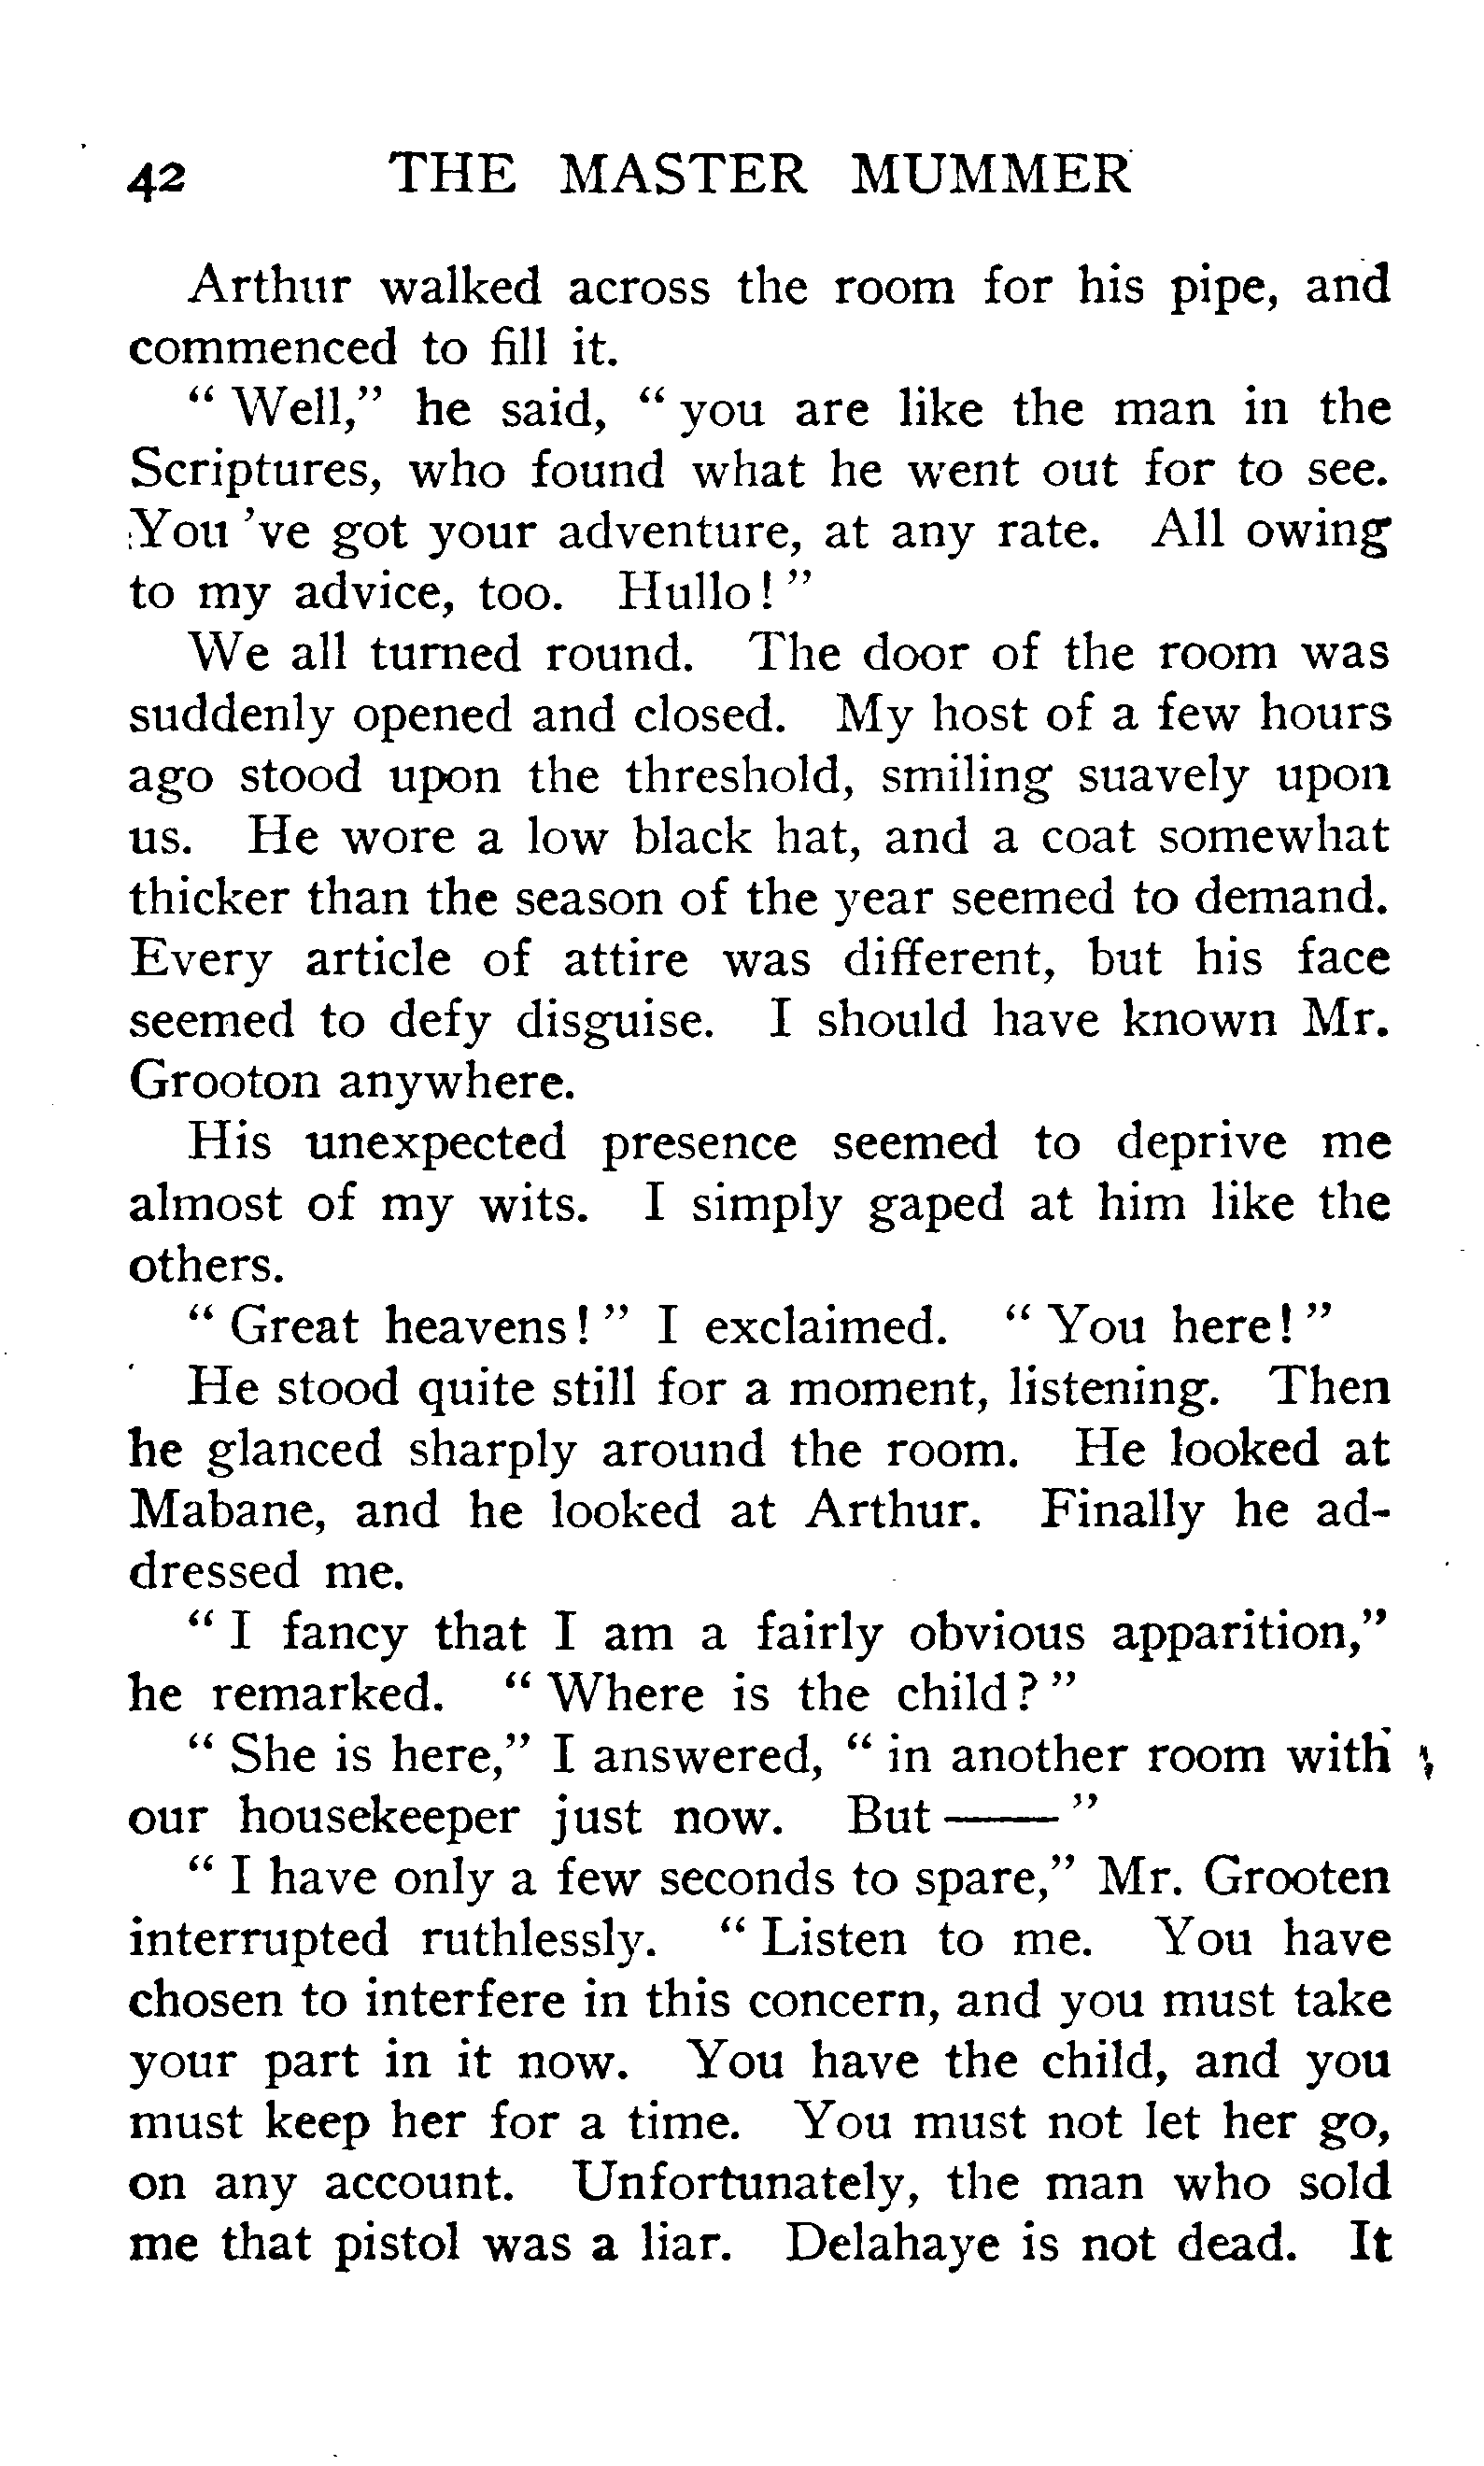 42 THE MASTER MUMMER
Arthur walked across the room for his pipe, and
commenced to fill it.
" Well," he said, " you are like the man in the
Scriptures, who found what he went out for to see.
You 've got your adventure, at any rate. All owing
to my advice, too. Hullo! "
We all turned round. The door of the room was
suddenly opened and closed. My host of a few hours
ago stood upon the threshold, smiling suavely upon
us. He wore a low black hat, and a coat somewhat
thicker than the season of the year seemed to demand.
Every article of attire was different, but his face
seemed to defy disguise. I should have known Mr.
Grooton anywhere.
His unexpected presence seemed to deprive me
almost of my wits. I simply gaped at him like the
others.
" Great heavens! " I exclaimed. " You here! "
He stood quite still for a moment, listening. Then
he glanced sharply around the room. He looked at
Mabane, and he looked at Arthur. Finally he ad-
dressed me.
" I fancy that I am a fairly obvious apparition,"
he remarked. " Where is the child? "
" She is here," I answered, " in another room with
our housekeeper just now. But —— "
" I have only a few seconds to spare," Mr. Grooten
interrupted ruthlessly. " Listen to me. You have
chosen to interfere in this concern, and you must take
your part in it now. You have the child, and you
must keep her for a time. You must not let her go,
on any account. Unfortunately, the man who sold
me that pistol was a liar. Delahaye is not dead. It